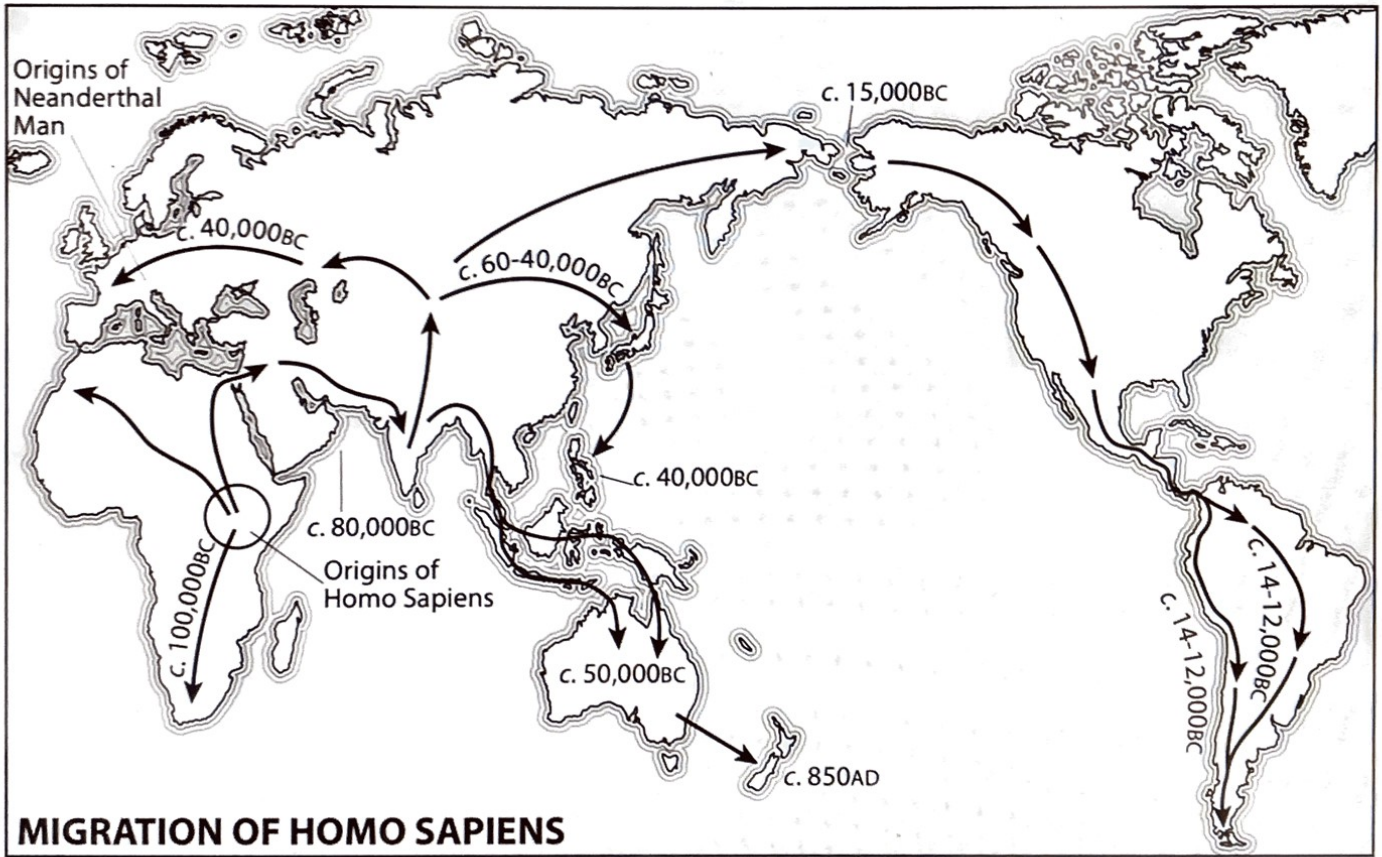 Origins of
Neanderthal
Man
c. 15,000BC
c. 40,000BC
c. 60-40,000BC
c. 40,000BC
c. 80,000BC
Origins of
Homo Sapiens
c. 100,000BC
c. 50,000BC
c. 14-12,000BC
c. 14-12,000BC
c. 850AD
MIGRATION OF HOMO SAPIENS